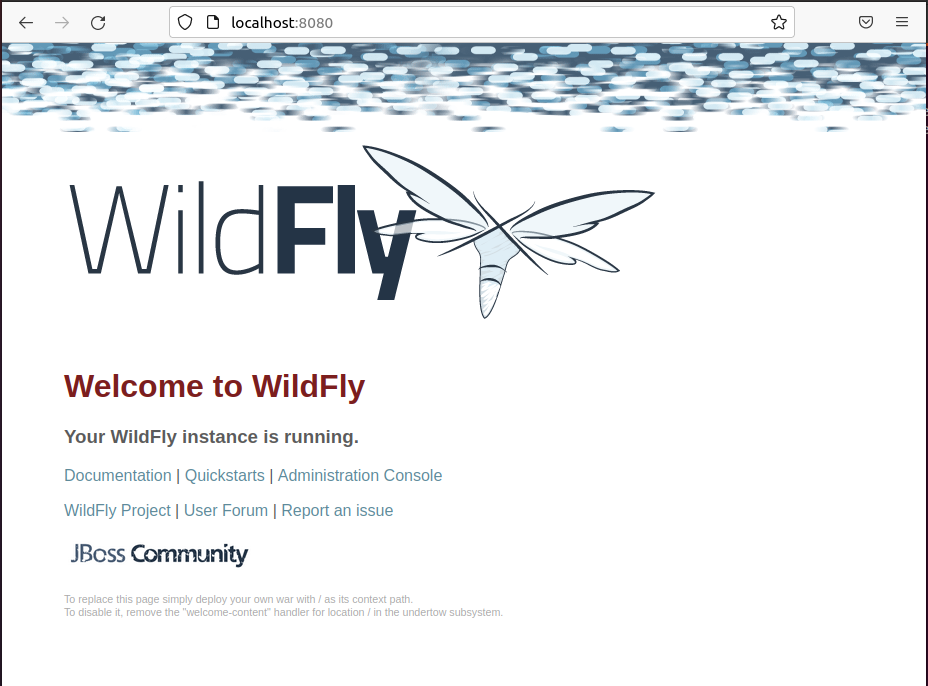 localhost:8080
WildFly
Welcome to WildFly
Your WildFly instance is running.
Documentation | Quickstarts | Administration Console
WildFly Project | User Forum | Report an issue
JBoss Community
To replace this page simply deploy your own war with / as its context path.
To disable it, remove the "welcome-content" handler for location / in the undertow subsystem.